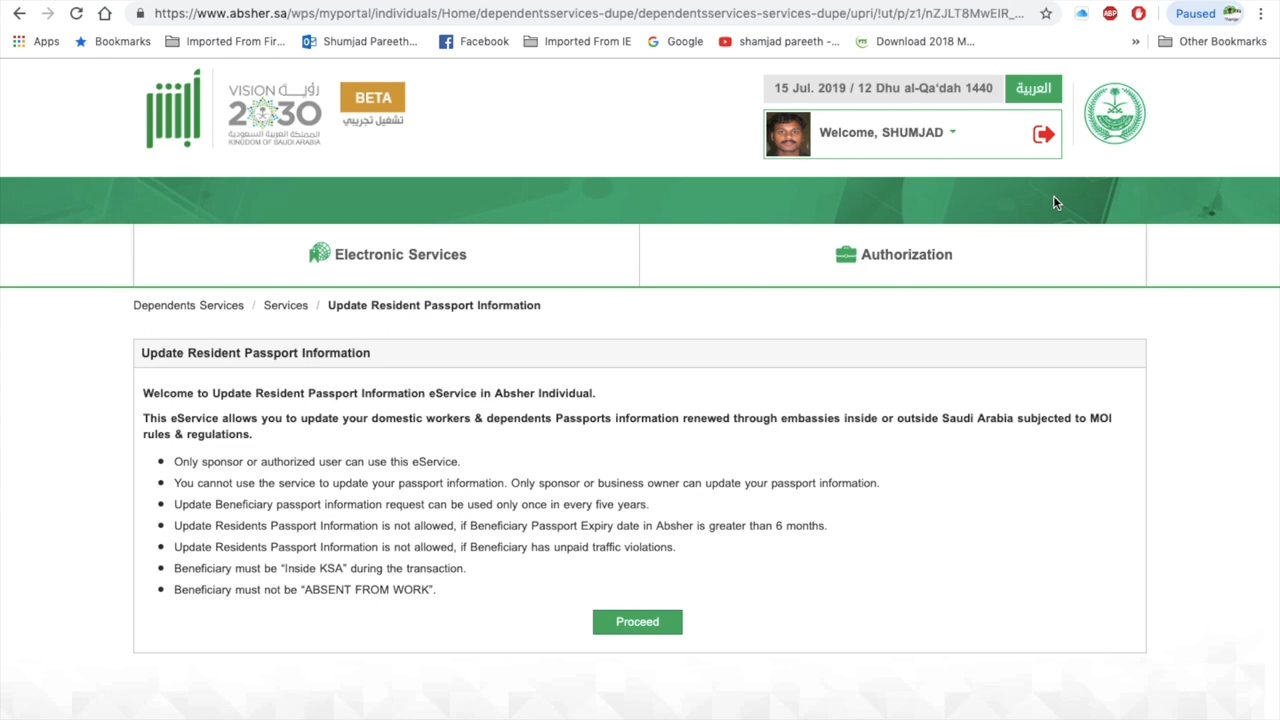 https://www.absher.sa/wps/myportal/individuals/Home/dependentsservices-dupe/dependentsservices-services-dupe/upri/!ut/p/z1/nZJLT8MwEIR_...
ABP
Paused
Apps
Bookmarks
Imported From Fir...
Shumjad Pareeth...
Facebook
Imported From IE
Google
shamjad pareeth -...
Download 2018 M...
»
Other Bookmarks
أبشر
VISION رؤيــة
2030
المملكة العربية السعودية
KINGDOM OF SAUDI ARABIA
BETA
تشغيل تجريبي
15 Jul. 2019 / 12 Dhu al-Qa'dah 1440
العربية
Welcome, SHUMJAD
Electronic Services
Authorization
Dependents Services / Services / Update Resident Passport Information
Update Resident Passport Information
Welcome to Update Resident Passport Information eService in Absher Individual.
This eService allows you to update your domestic workers & dependents Passports information renewed through embassies inside or outside Saudi Arabia subjected to MOI
rules & regulations.
Only sponsor or authorized user can use this eService.
You cannot use the service to update your passport information. Only sponsor or business owner can update your passport information.
Update Beneficiary passport information request can be used only once in every five years.
Update Residents Passport Information is not allowed, if Beneficiary Passport Expiry date in Absher is greater than 6 months.
Update Residents Passport Information is not allowed, if Beneficiary has unpaid traffic violations.
Beneficiary must be “Inside KSA” during the transaction.
Beneficiary must not be “ABSENT FROM WORK”.
Proceed